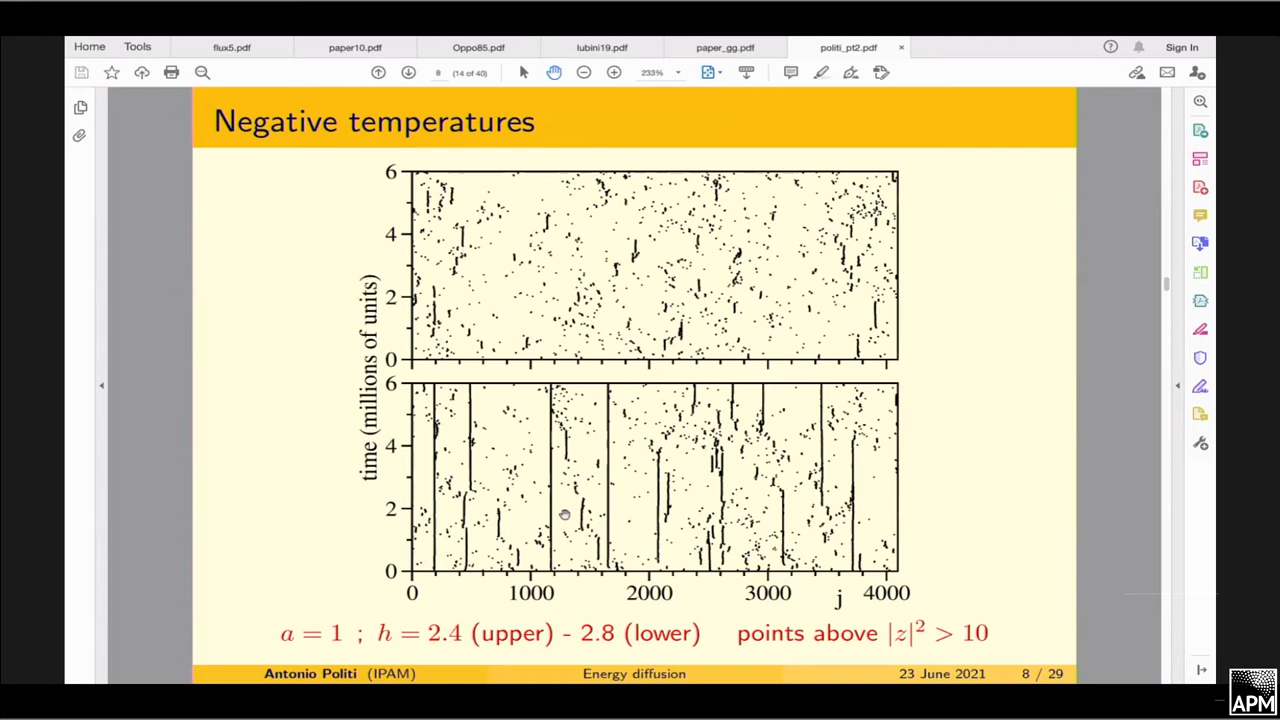 Home Tools flux5.pdf paper10.pdf Oppo85.pdf lubini19.pdf paper_gg.pdf politi_pt2.pdf × Sign In
8 (14 of 40) 233%
Negative temperatures
6
4
2
0
time (millions of units)
6
4
2
0
0 1000 2000 3000 j 4000
a = 1 ; h = 2.4 (upper) - 2.8 (lower) points above |z|² > 10
Antonio Politi (IPAM) Energy diffusion 23 June 2021 8 / 29
APM